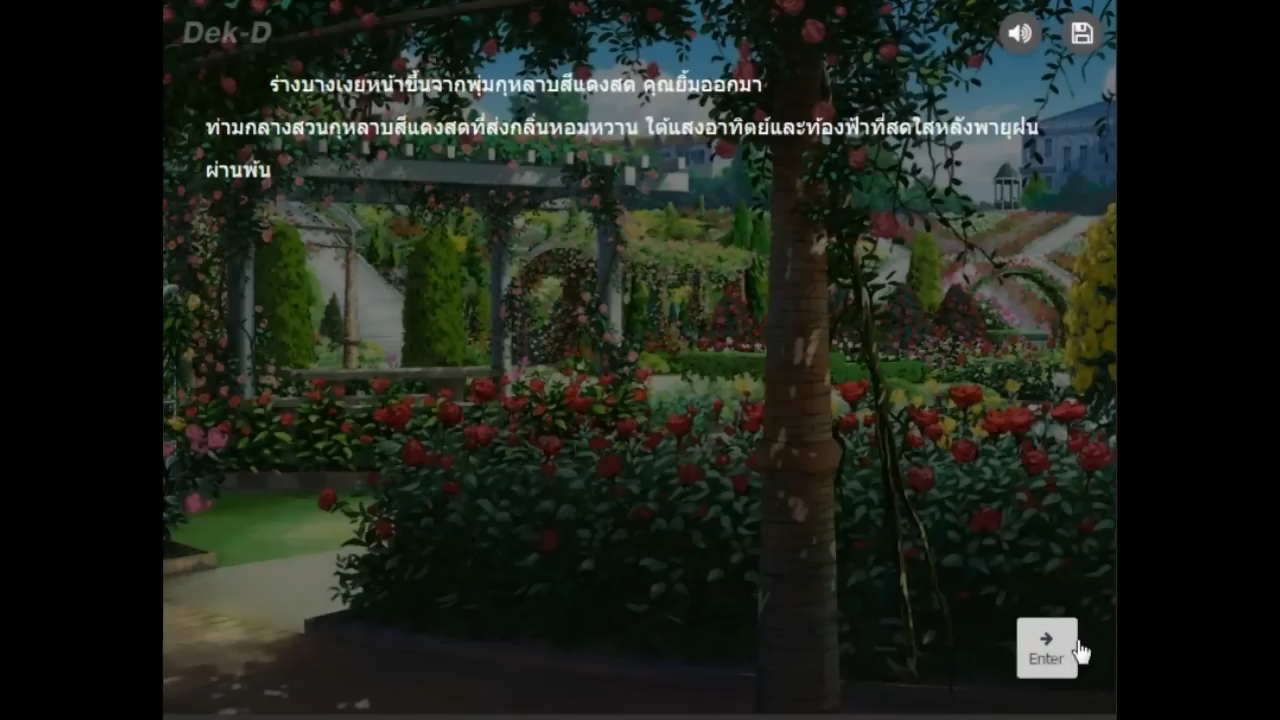 Dek-D
ร่างบางเงยหน้าขึ้นจากพุ่มกุหลาบสีแดงสด คุณยิ้มออกมา
ท่ามกลางสวนกุหลาบสีแดงสดที่ส่งกลิ่นหอมหวาน ใต้แสงอาทิตย์และท้องฟ้าที่สดใสหลังพายุฝน
ผ่านพ้น
Enter